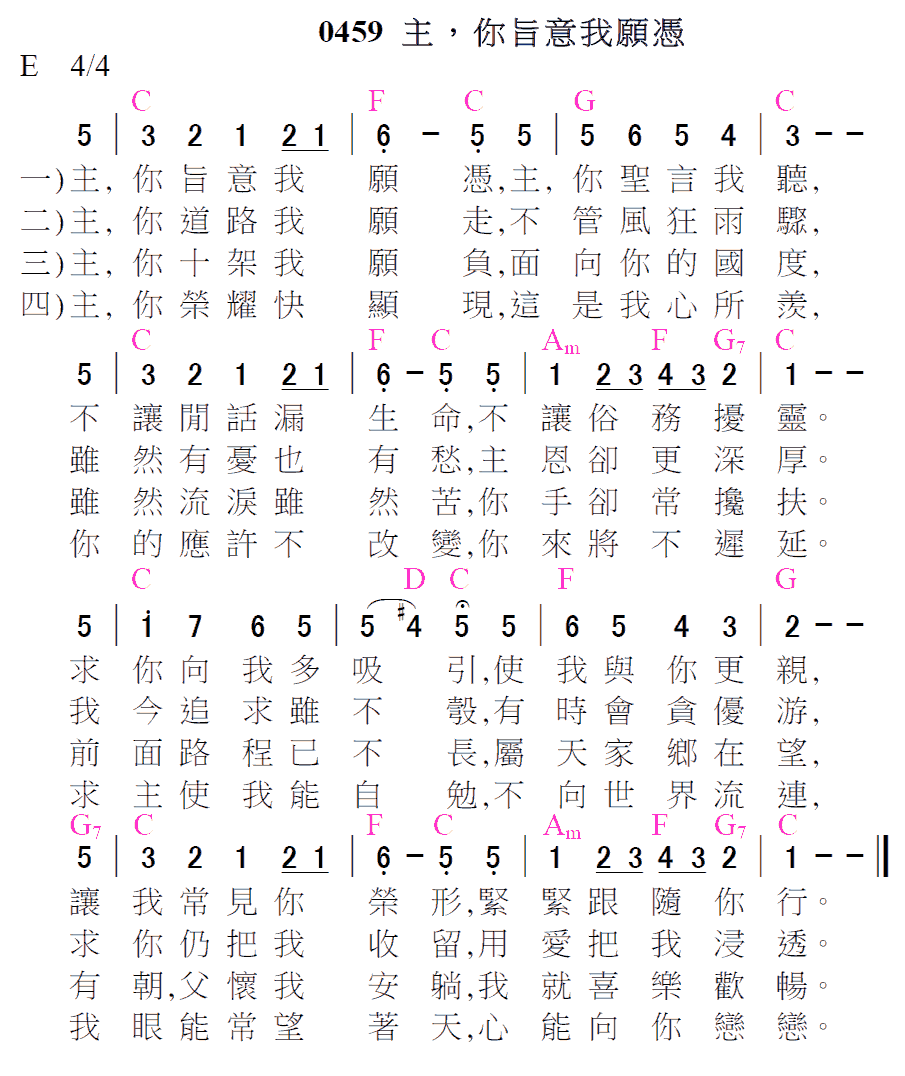 0459 主，你旨意我願憑
E 4/4
C F C G C
5 | 3 2 1 2 1 | 6̣ – 5̣ 5 | 5 6 5 4 | 3 – –
一)主,你旨意我願憑,主,你聖言我聽,
二)主,你道路我願走,不管風狂雨驟,
三)主,你十架我願負,面向你的國度,
四)主,你榮耀快顯現,這是我心所羨,
C F C Am F G7 C
5 | 3 2 1 2 1 | 6̣ – 5̣ 5̣ | 1 2 3 4 3 2 | 1 – –
不讓閒話漏生命,不讓俗務擾靈。
雖然有憂也有愁,主恩卻更深厚。
雖然流淚雖然苦,你手卻常攙扶。
你的應許不改變,你來將不遲延。
C D C F G
5 | i 7 6 5 | 5 #4 5̣ 5 | 6 5 4 3 | 2 – –
求你向我多吸引,使我與你更親,
我今追求雖不彀,有時會貪優游,
前面路程已不長,屬天家鄉在望,
求主使我能自勉,不向世界流連,
G7 C F C Am F G7 C
5 | 3 2 1 2 1 | 6̣ – 5̣ 5̣ | 1 2 3 4 3 2 | 1 – – ‖
讓我常見你榮形,緊緊跟隨你行。
求你仍把我收留,用愛把我浸透。
有朝,父懷我安躺,我就喜樂歡暢。
我眼能常望著天,心能向你戀戀。